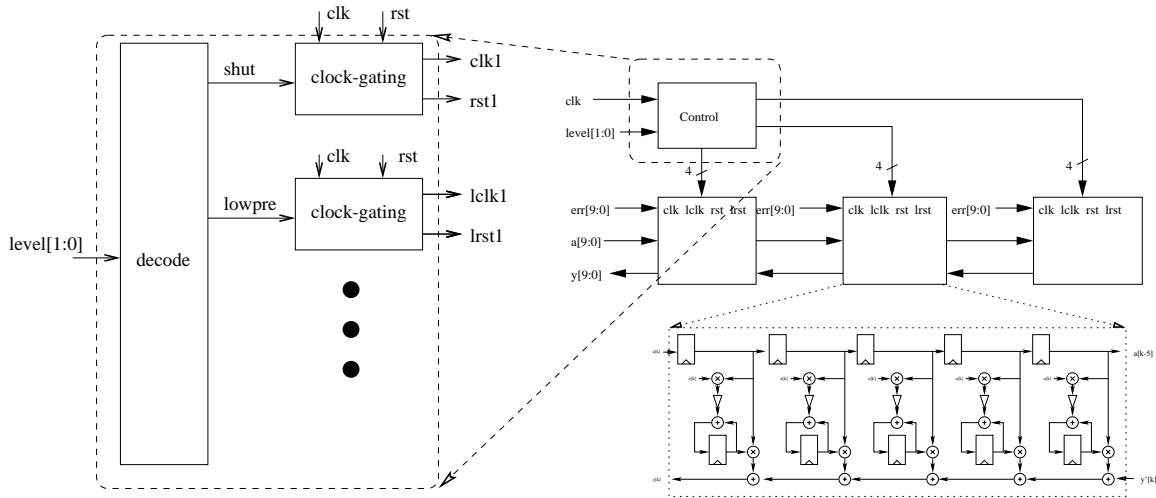 clk rst
shut
clock-gating
clk1
rst1
clk rst
lowpre
clock-gating
lclk1
lrst1
level[1:0]
decode
clk
level[1:0]
Control
4 4 4
err[9:0] clk lclk rst lrst err[9:0] clk lclk rst lrst err[9:0] clk lclk rst lrst
a[9:0]
y[9:0]
a[k] a[k-5]
e[k] e[k] e[k] e[k] e[k]
× × × × ×
+ + + + +
× × × × ×
y[k] + + + + + y'[k]